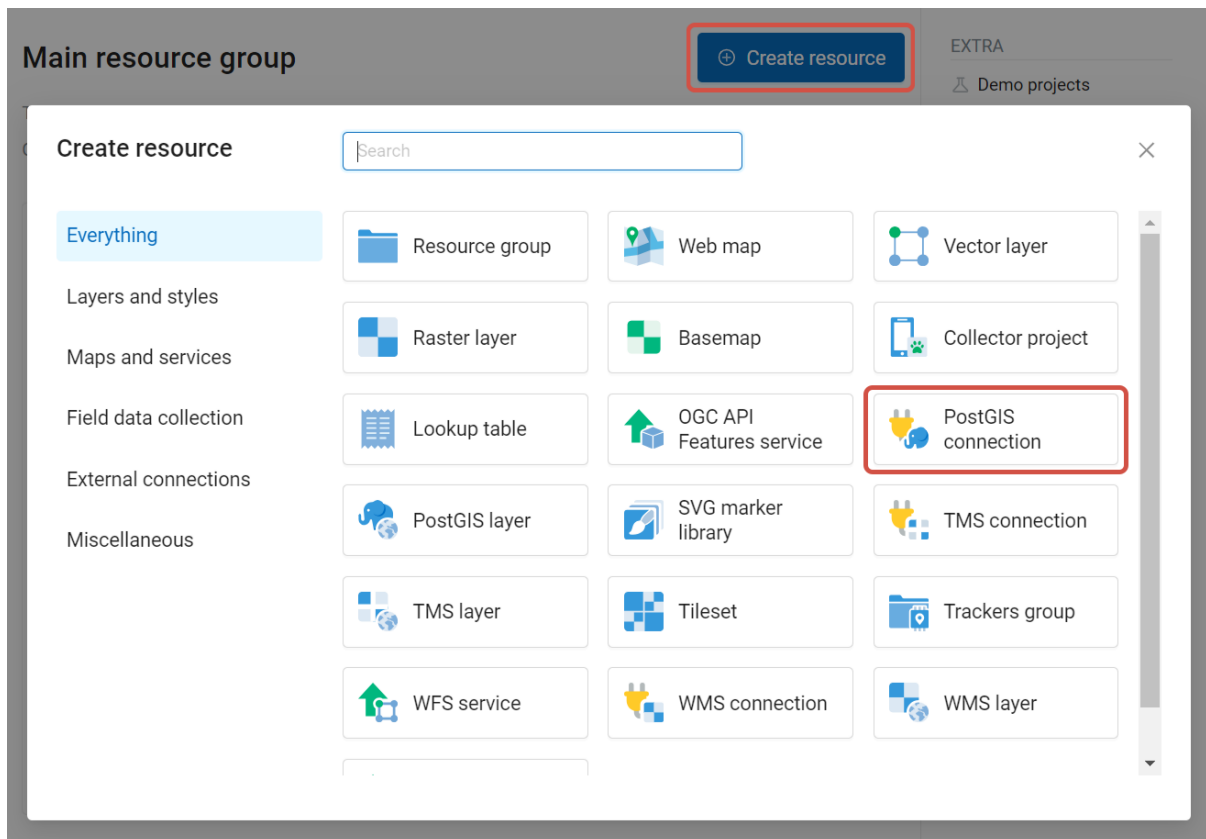 Main resource group
Create resource
EXTRA
Demo projects
Create resource
Search
Everything
Layers and styles
Maps and services
Field data collection
External connections
Miscellaneous
Resource group
Web map
Vector layer
Raster layer
Basemap
Collector project
Lookup table
OGC API
Features service
PostGIS
connection
PostGIS layer
SVG marker
library
TMS connection
TMS layer
Tileset
Trackers group
WFS service
WMS connection
WMS layer